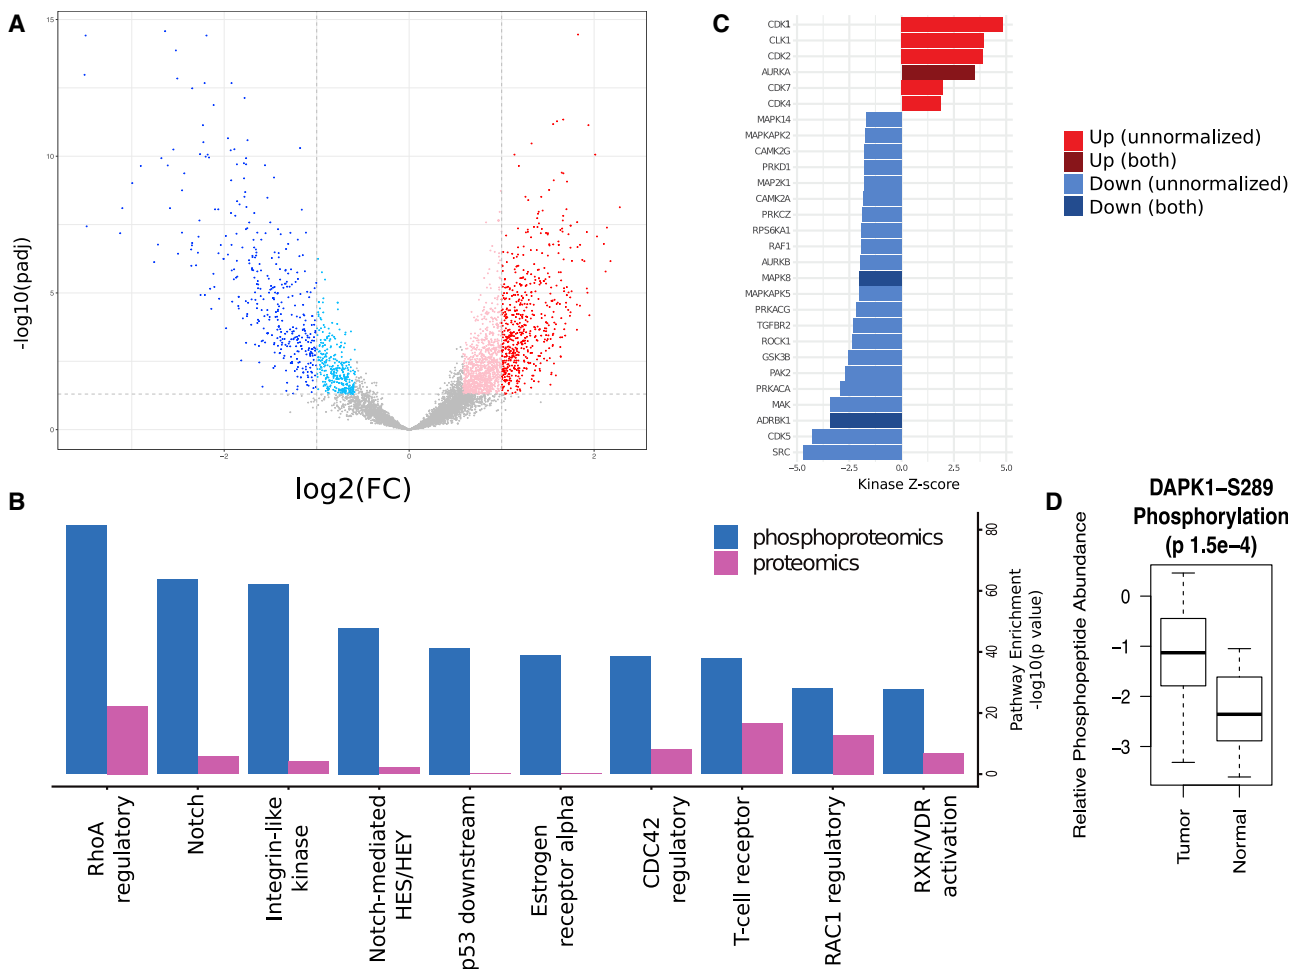 A
15
10
5
0
-log10(padj)
−2
0
2
log2(FC)
C
CDK1
CLK1
CDK2
AURKA
CDK7
CDK4
MAPK14
MAPKAPK2
CAMK2G
PRKD1
MAP2K1
CAMK2A
PRKCZ
RPS6KA1
RAF1
AURKB
MAPK8
MAPKAPK5
PRKACG
TGFBR2
ROCK1
GSK3B
PAK2
PRKACA
MAK
ADRBK1
CDK5
SRC
−5.0
−2.5
0.0
2.5
5.0
Kinase Z-score
Up (unnormalized)
Up (both)
Down (unnormalized)
Down (both)
B
phosphoproteomics
proteomics
80
60
40
20
0
Pathway Enrichment
-log10(p value)
RhoA
regulatory
Notch
Integrin-like
kinase
Notch-mediated
HES/HEY
p53 downstream
Estrogen
receptor alpha
CDC42
regulatory
T-cell receptor
RAC1 regulatory
RXR/VDR
activation
D
DAPK1−S289
Phosphorylation
(p 1.5e−4)
Relative Phosphopeptide Abundance
0
−1
−2
−3
Tumor
Normal